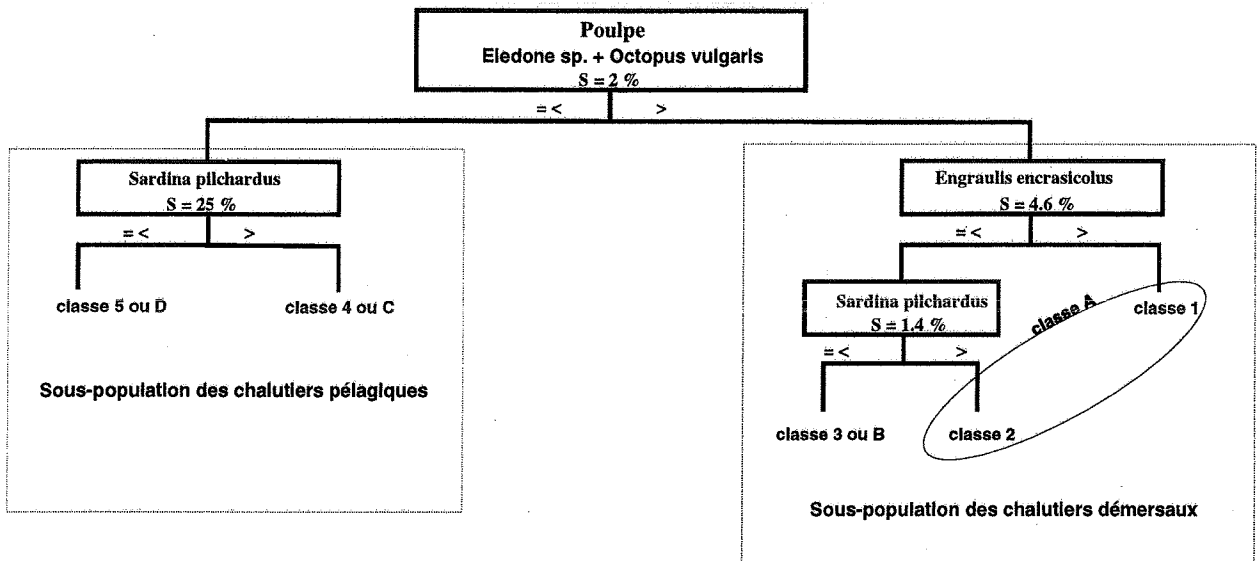 Poulpe
Eledone sp. + Octopus vulgaris
S = 2 %
= < >
Sardina pilchardus
S = 25 %
= < >
classe 5 ou D classe 4 ou C
Sous-population des chalutiers pélagiques
Engraulis encrasicolus
S = 4.6 %
= < >
Sardina pilchardus
S = 1.4 %
= < >
classe A
classe 1
classe 3 ou B classe 2
Sous-population des chalutiers démersaux